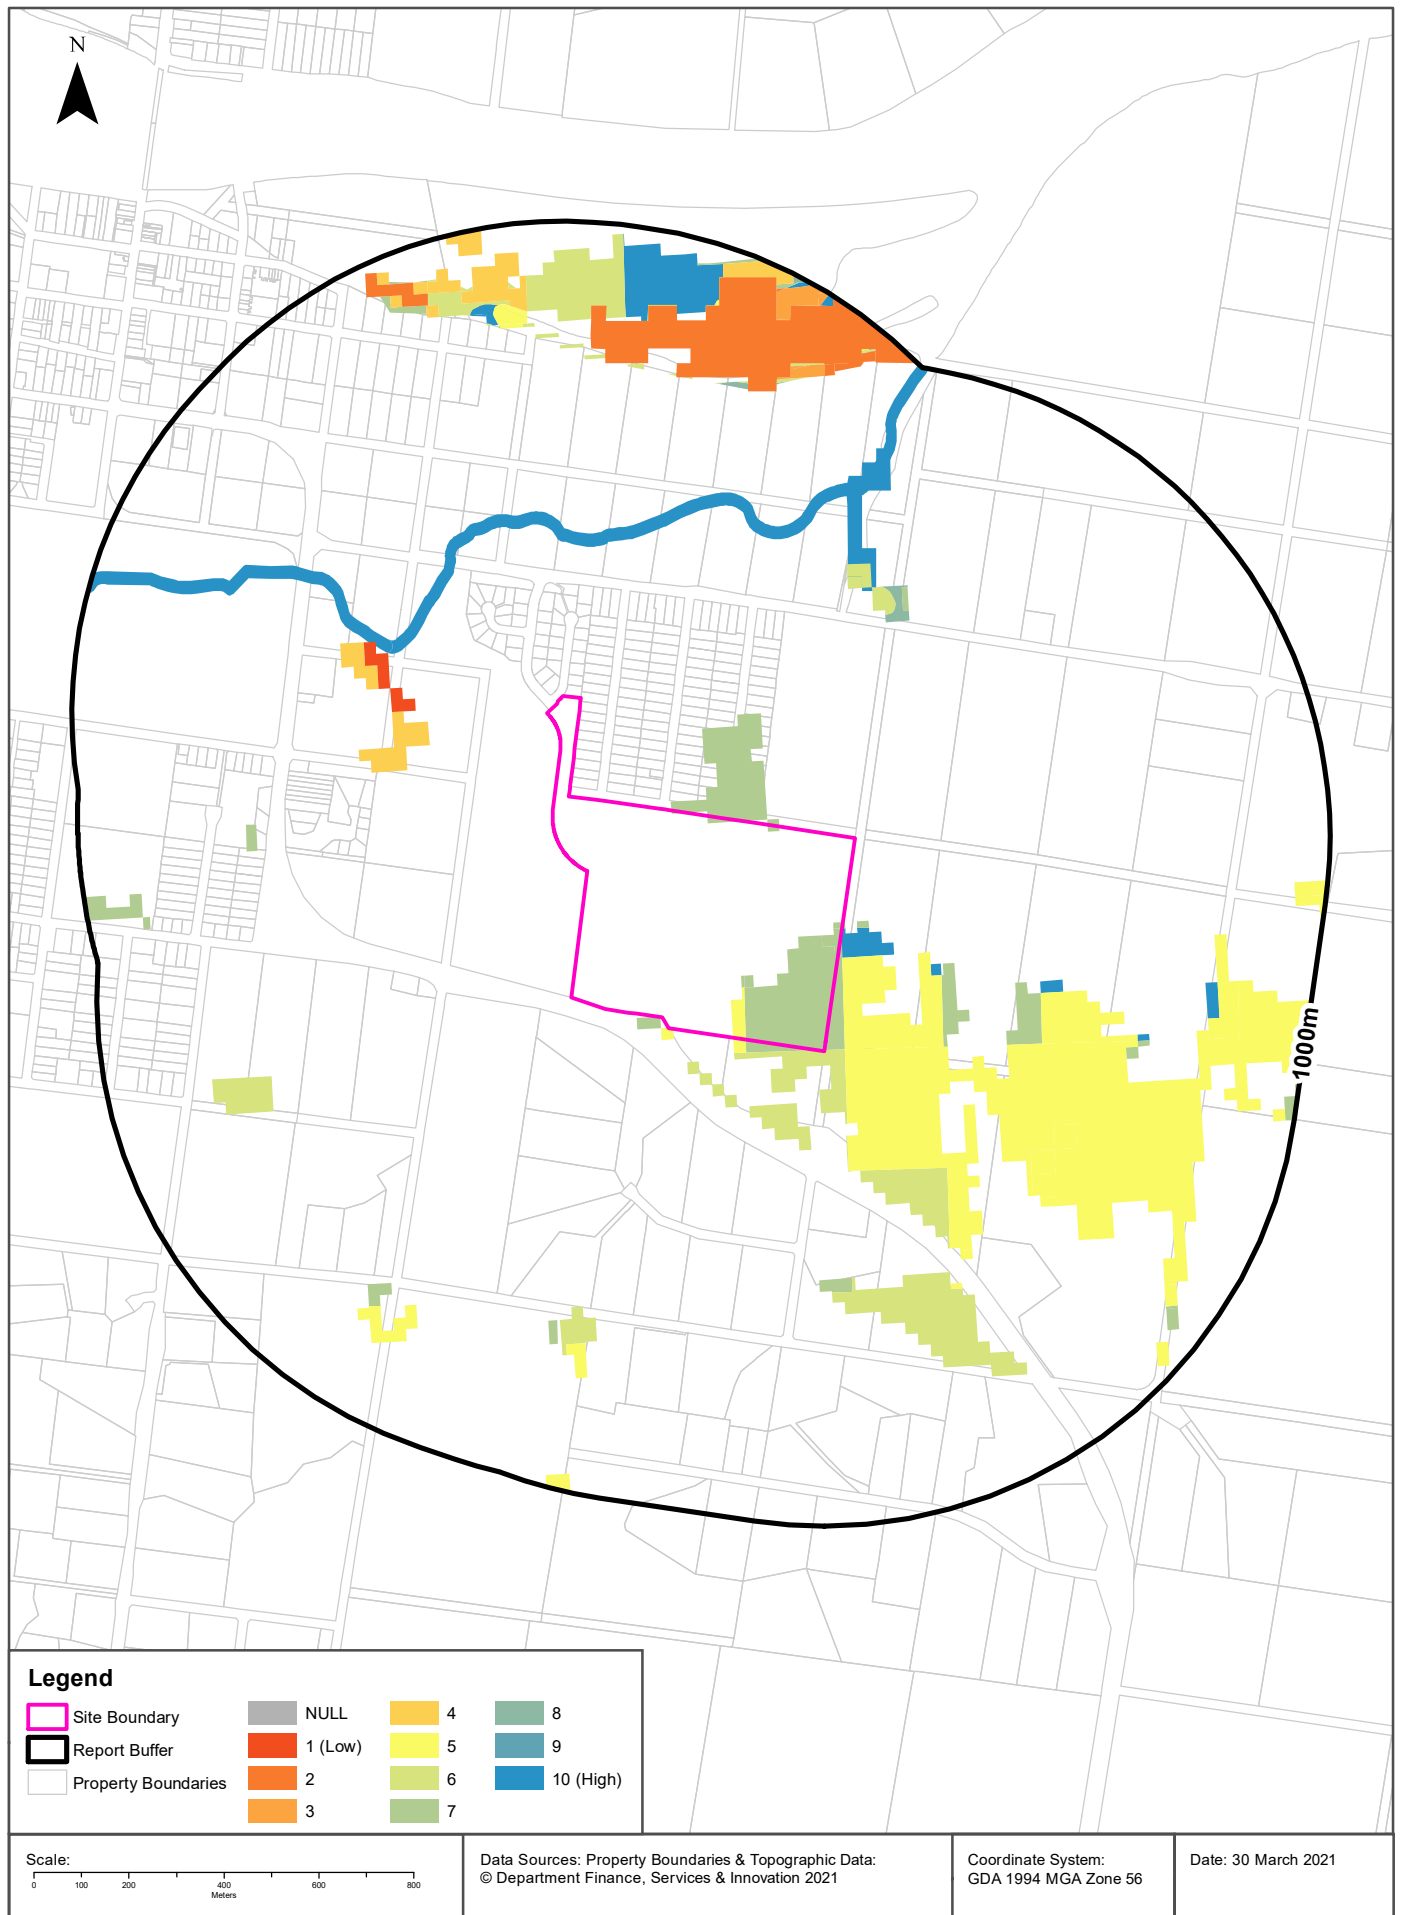 N
1000m
Legend
Site Boundary
Report Buffer
Property Boundaries
NULL
1 (Low)
2
3
4
5
6
7
8
9
10 (High)
Scale:
0 100 200 400 600 800
Meters
Data Sources: Property Boundaries & Topographic Data:
© Department Finance, Services & Innovation 2021
Coordinate System:
GDA 1994 MGA Zone 56
Date: 30 March 2021